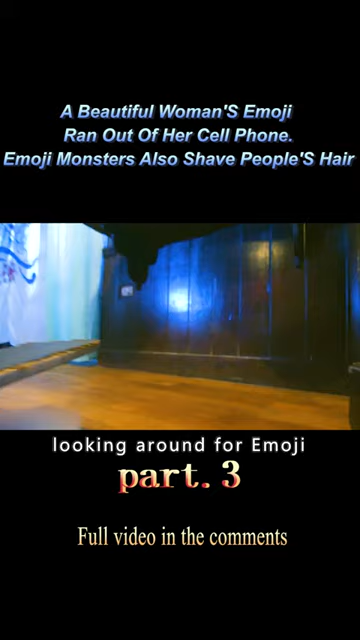 A Beautiful Woman'S Emoji
Ran Out Of Her Cell Phone.
Emoji Monsters Also Shave People'S Hair
looking around for Emoji
part. 3
Full video in the comments